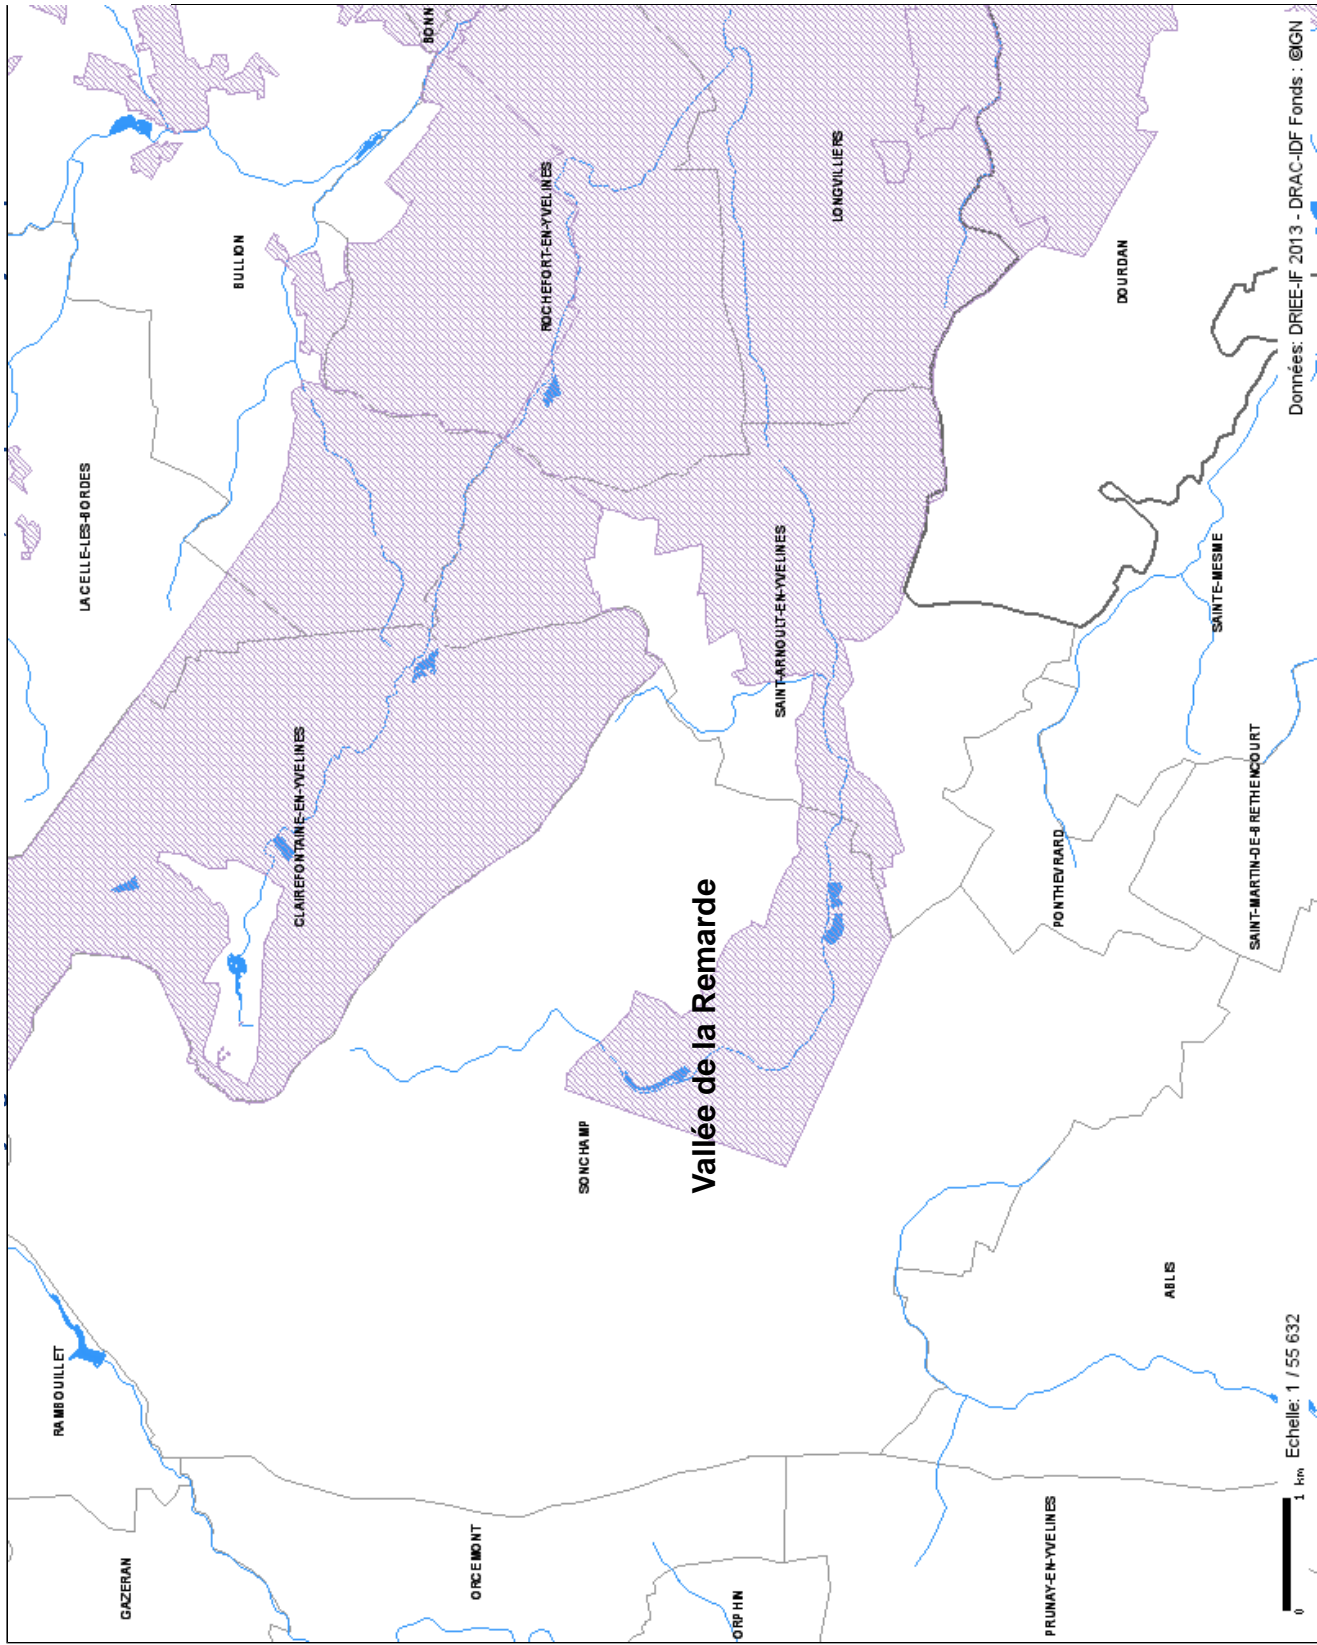 LA CELLE-LES-BORDES
BULLION
BONN
RAMBOUILLET
GAZERAN
CLAIREFONTAINE-EN-YVELINES
ROCHEFORT-EN-YVELINES
ORCEMONT
SONCHAMP
Vallée de la Remarde
SAINT-ARNOULT-EN-YVELINES
LONGVILLIERS
ORPHIN
PONTHEVRARD
DOURDAN
PRUNAY-EN-YVELINES
ABLIS
SAINTE-MESME
SAINT-MARTIN-DE-BRETHENCOURT
0 1 km
Echelle: 1 / 55 632
Données: DRIEE-IF 2013 - DRAC-IDF Fonds : ©IGN